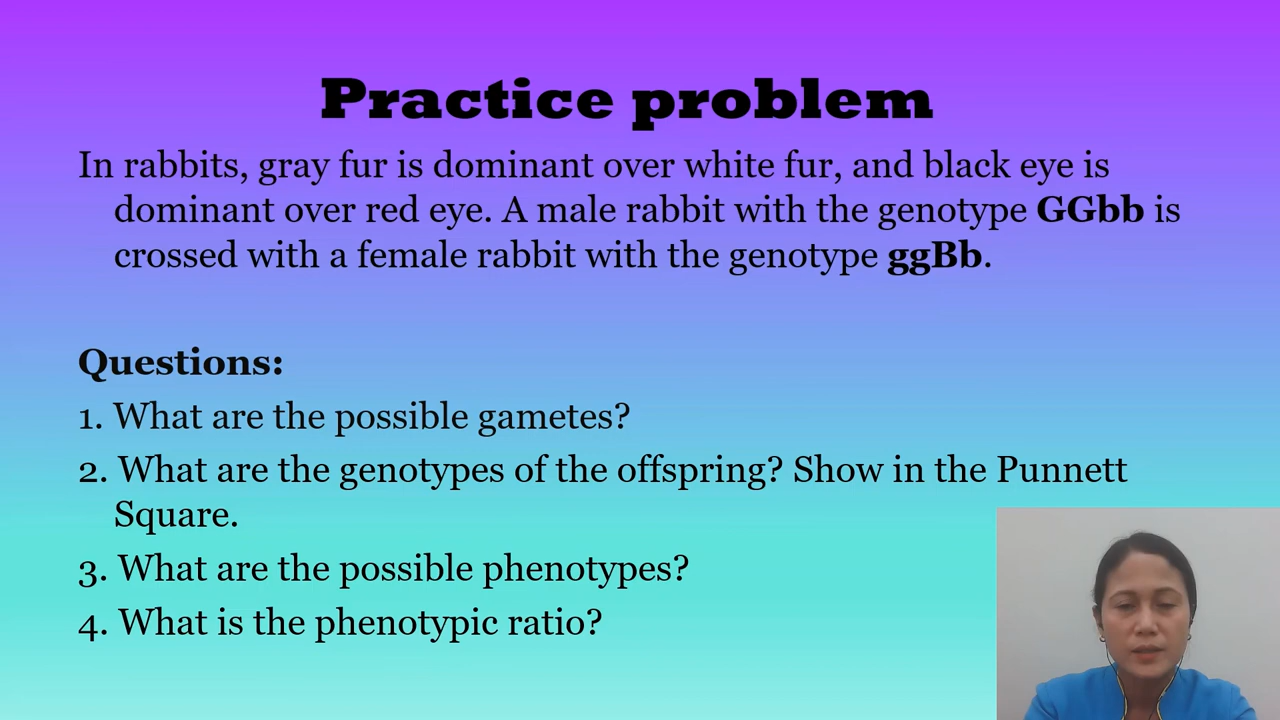 Practice problem
In rabbits, gray fur is dominant over white fur, and black eye is
dominant over red eye. A male rabbit with the genotype GGbb is
crossed with a female rabbit with the genotype ggBb.
Questions:
1. What are the possible gametes?
2. What are the genotypes of the offspring? Show in the Punnett
Square.
3. What are the possible phenotypes?
4. What is the phenotypic ratio?